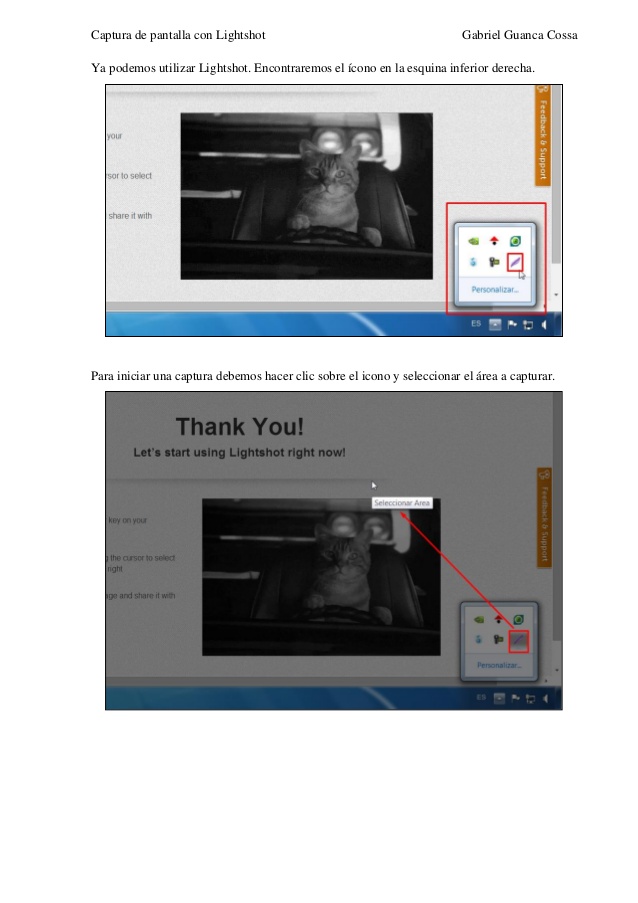 Captura de pantalla con Lightshot Gabriel Guanca Cossa
Ya podemos utilizar Lightshot. Encontraremos el ícono en la esquina inferior derecha.
your
rsor to select
share it with
Feedback & Support
Personalizar...
ES
Para iniciar una captura debemos hacer clic sobre el icono y seleccionar el área a capturar.
Thank You!
Let's start using Lightshot right now!
Seleccionar Area
key on your
g the cursor to select
right
age and share it with
Feedback & Support
Personalizar...
ES